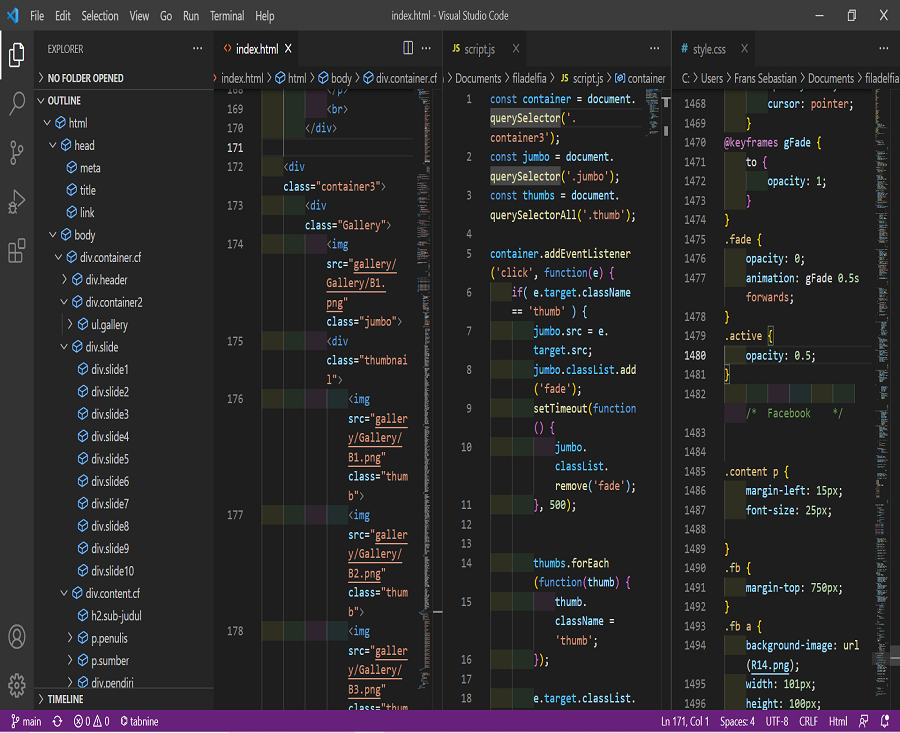 File Edit Selection View Go Run Terminal Help
index.html - Visual Studio Code
EXPLORER
NO FOLDER OPENED
OUTLINE
html
head
meta
title
link
body
div.container.cf
div.header
div.container2
ul.gallery
div.slide
div.slide1
div.slide2
div.slide3
div.slide4
div.slide5
div.slide6
div.slide7
div.slide8
div.slide9
div.slide10
div.content.cf
h2.sub-judul
p.penulis
p.sumber
div.pendiri
TIMELINE
index.html
index.html > html > body > div.container.cf
168 </p>
169 <br>
170 </div>
171
172 <div
class="container3">
173 <div
class="Gallery">
174 <img
src="gallery/
Gallery/B1.
png"
class="jumbo">
175 <div
class="thumbnai
l">
176 <img
src="galler
y/Gallery/
B1.png"
class="thum
b">
177 <img
src="galler
y/Gallery/
B2.png"
class="thum
b">
178 <img
src="galler
y/Gallery/
B3.png"
class="thum
JS script.js
> Documents > filadelfia > JS script.js > container
1 const container = document.
querySelector('.
container3');
2 const jumbo = document.
querySelector('.jumbo');
3 const thumbs = document.
querySelectorAll('.thumb');
4
5 container.addEventListener
('click', function(e) {
6 if( e.target.className
== 'thumb' ) {
7 jumbo.src = e.
target.src;
8 jumbo.classList.add
('fade');
9 setTimeout(function
() {
10 jumbo.
classList.
remove('fade');
11 }, 500);
12
13
14 thumbs.forEach
(function(thumb) {
15 thumb.
className =
'thumb';
16 });
17
18 e.target.classList.
# style.css
C: > Users > Frans Sebastian > Documents > filadelfia
1468 cursor: pointer;
1469 }
1470 @keyframes gFade {
1471 to {
1472 opacity: 1;
1473 }
1474 }
1475 .fade {
1476 opacity: 0;
1477 animation: gFade 0.5s
forwards;
1478 }
1479 .active {
1480 opacity: 0.5;
1481 }
1482
/* Facebook */
1483
1484
1485 .content p {
1486 margin-left: 15px;
1487 font-size: 25px;
1488
1489 }
1490 .fb {
1491 margin-top: 750px;
1492 }
1493 .fb a {
1494 background-image: url
(R14.png);
1495 width: 101px;
1496 height: 100px;
main 0 0 tabnine
Ln 171, Col 1 Spaces: 4 UTF-8 CRLF Html